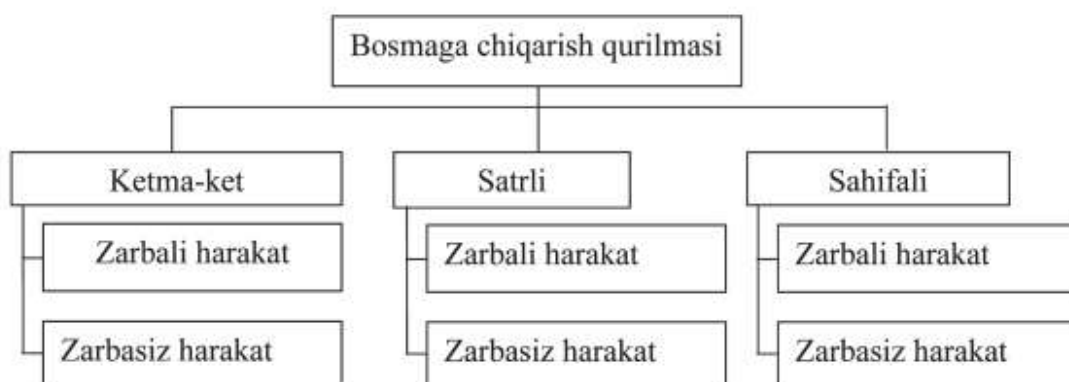 Bosmaga chiqarish qurilmasi
Ketma-ket
Satrli
Sahifali
Zarbali harakat
Zarbali harakat
Zarbali harakat
Zarbasiz harakat
Zarbasiz harakat
Zarbasiz harakat